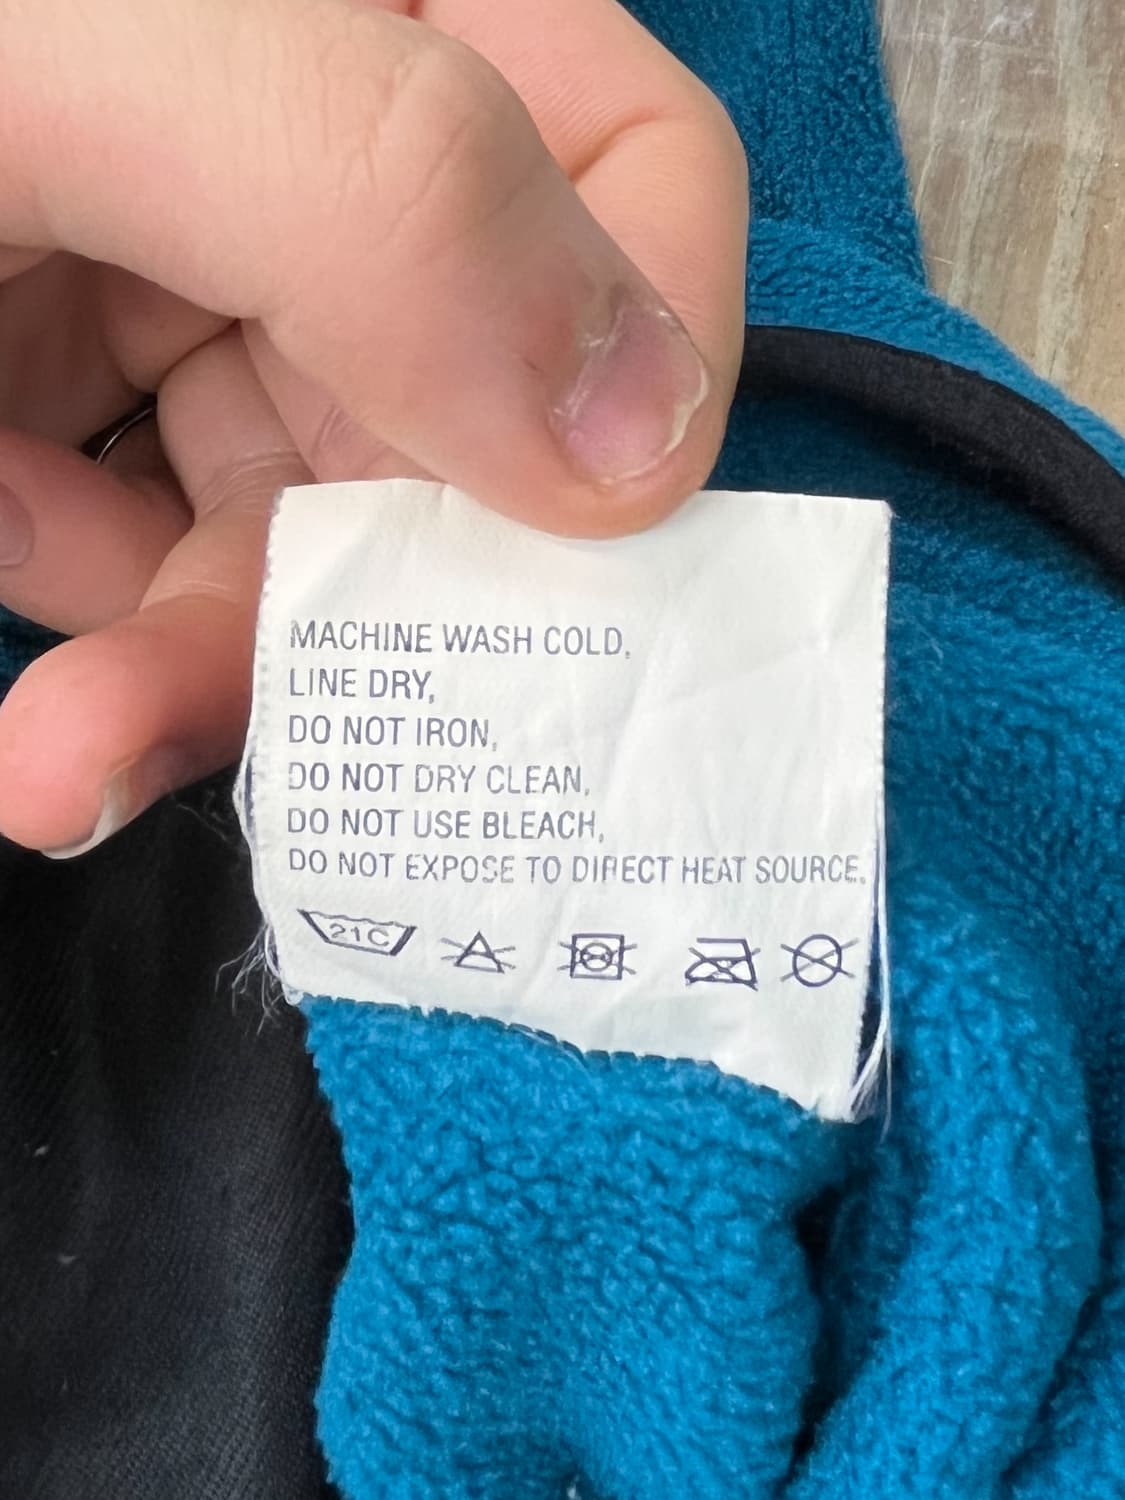 MACHINE WASH COLD,
LINE DRY,
DO NOT IRON,
DO NOT DRY CLEAN,
DO NOT USE BLEACH,
DO NOT EXPOSE TO DIRECT HEAT SOURCE.
21C